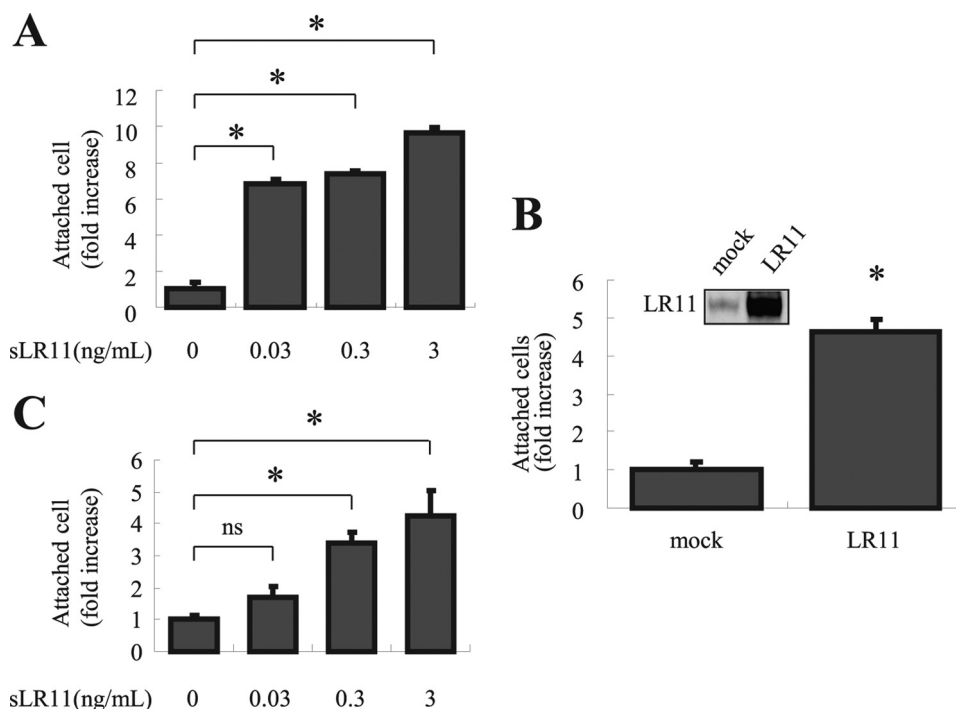 A
*
*
*
12
10
8
6
4
2
0
Attached cell
(fold increase)
sLR11(ng/mL) 0 0.03 0.3 3
B
mock LR11
LR11
*
6
5
4
3
2
1
0
Attached cells
(fold increase)
mock LR11
C
*
*
ns
6
5
4
3
2
1
0
Attached cell
(fold increase)
sLR11(ng/mL) 0 0.03 0.3 3